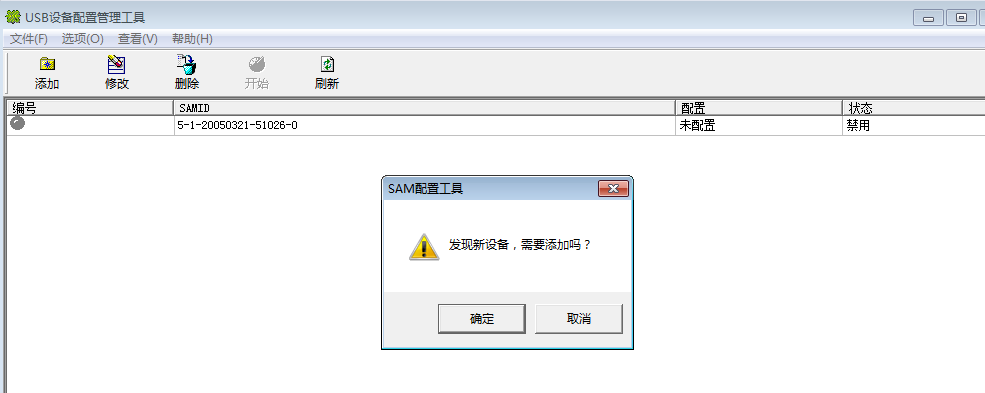 USB设备配置管理工具
文件(F) 选项(O) 查看(V) 帮助(H)
添加 修改 删除 开始 刷新
编号 SAMID 配置 状态
5-1-20050321-51026-0 未配置 禁用
SAM配置工具
发现新设备，需要添加吗？
确定 取消